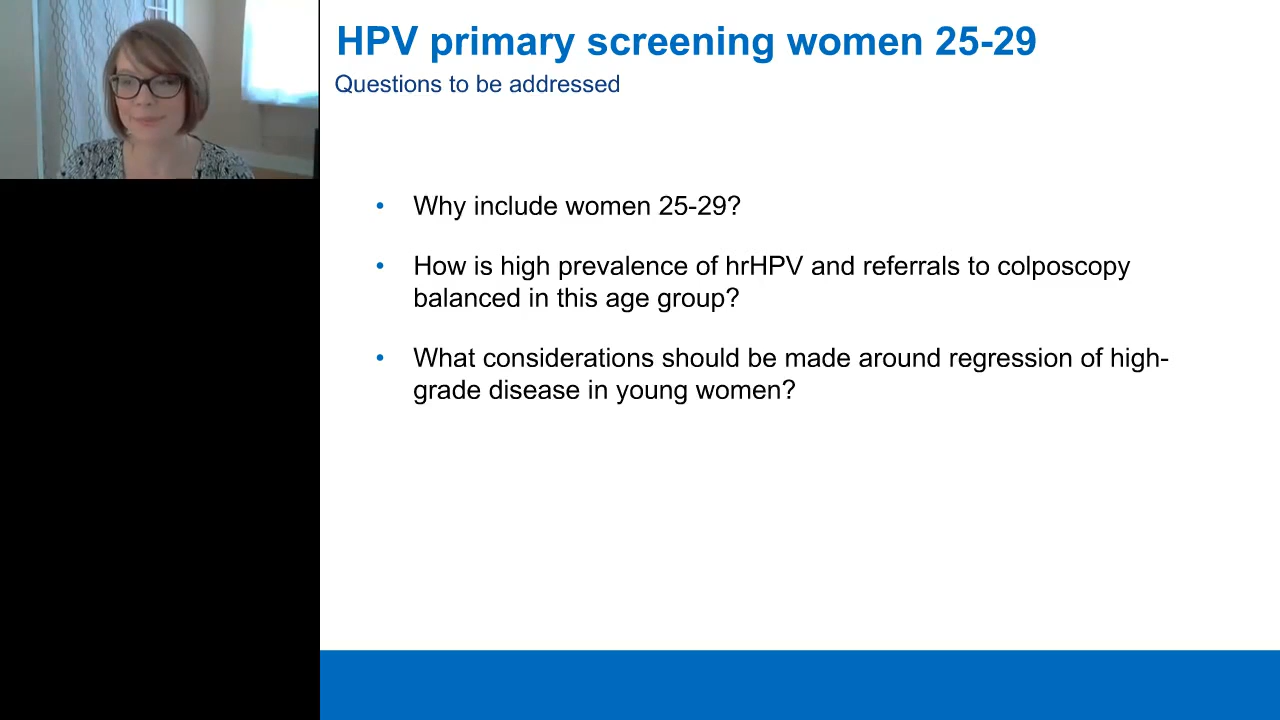 HPV primary screening women 25-29
Questions to be addressed
• Why include women 25-29?
• How is high prevalence of hrHPV and referrals to colposcopy
balanced in this age group?
• What considerations should be made around regression of high-
grade disease in young women?